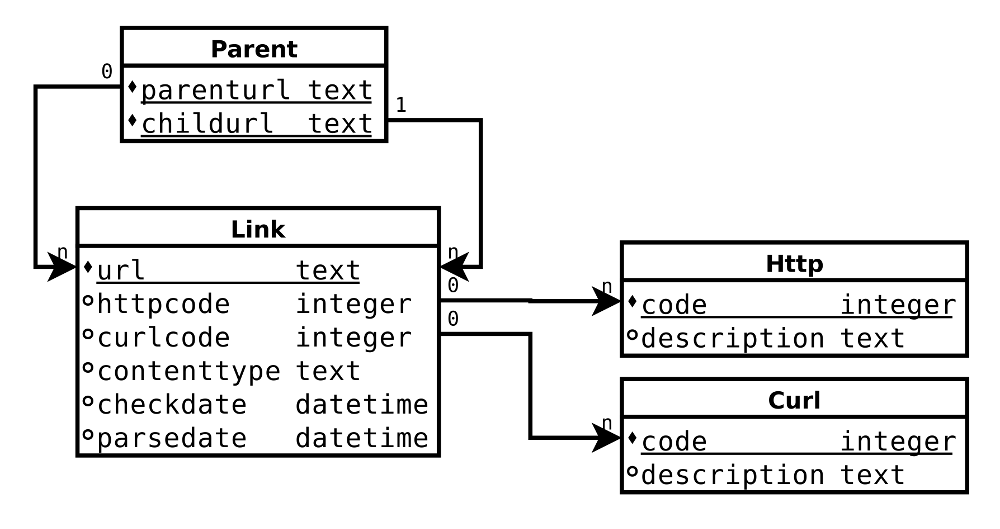 Parent
0
parenturl text
1
childurl text
Link
n
n
url text
0
httpcode integer
0
curlcode integer
contenttype text
checkdate datetime
parsedate datetime
Http
n
code integer
description text
Curl
n
code integer
description text